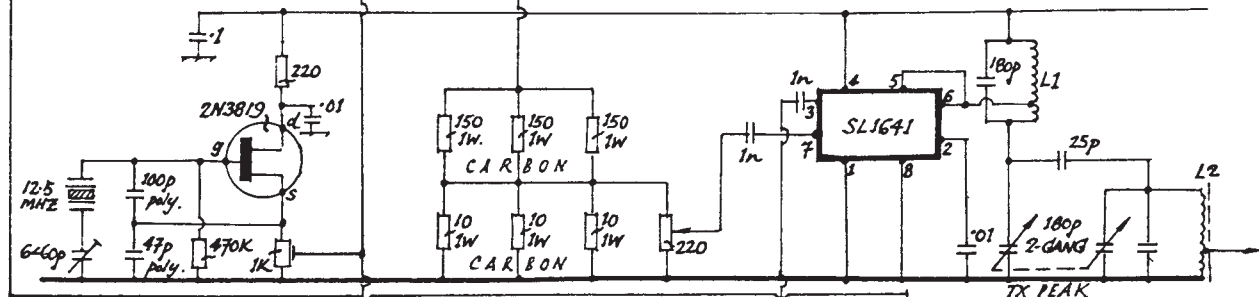 .1
220
2N3819
.01
d
g
s
12.5
MHZ
100p
poly.
6-60p
47p
poly.
470K
1K
150
1W
150
1W
150
1W
CARBON
10
1W
10
1W
10
1W
CARBON
220
1n
1n
3
7
4
5
6
2
1
8
SL1641
.01
180p
L1
25p
180p
2-GANG
TX PEAK
L2